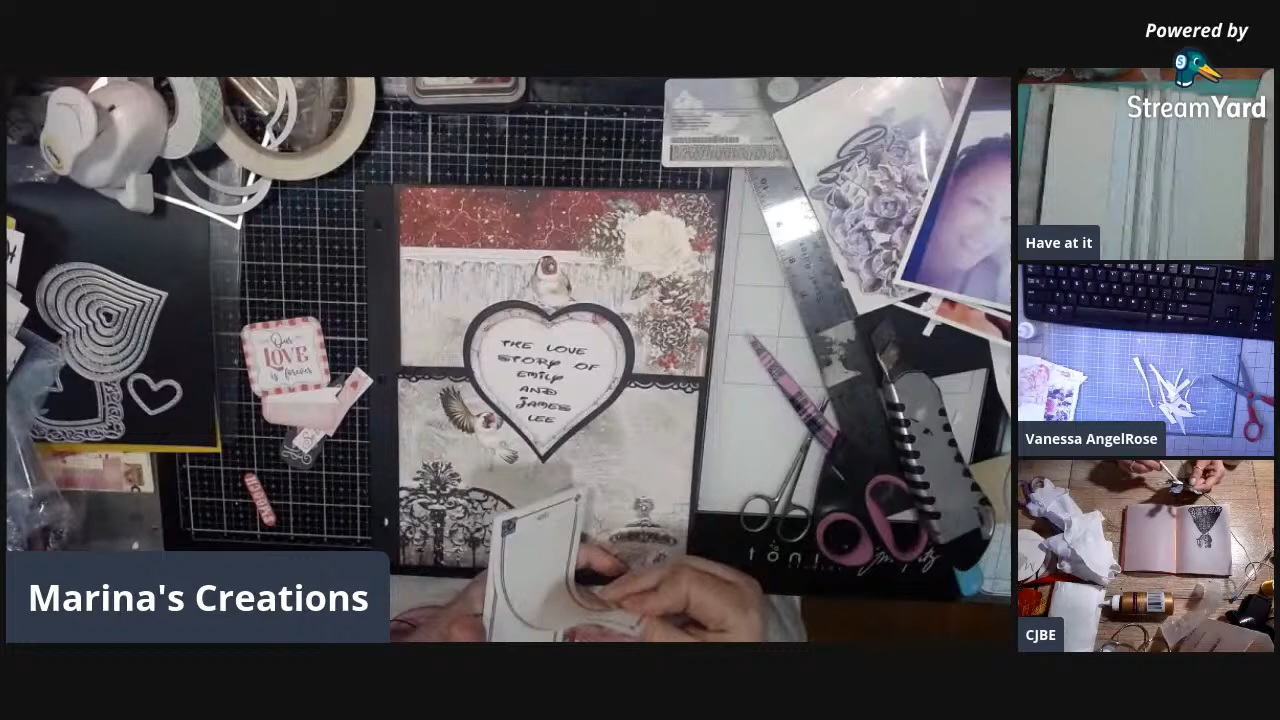 Powered by
StreamYard
Have at it
Our
LOVE
is forever
THE LOVE
STORY OF
EMILY
AND
JAMES
LEE
Vanessa AngelRose
Marina's Creations
CJBE